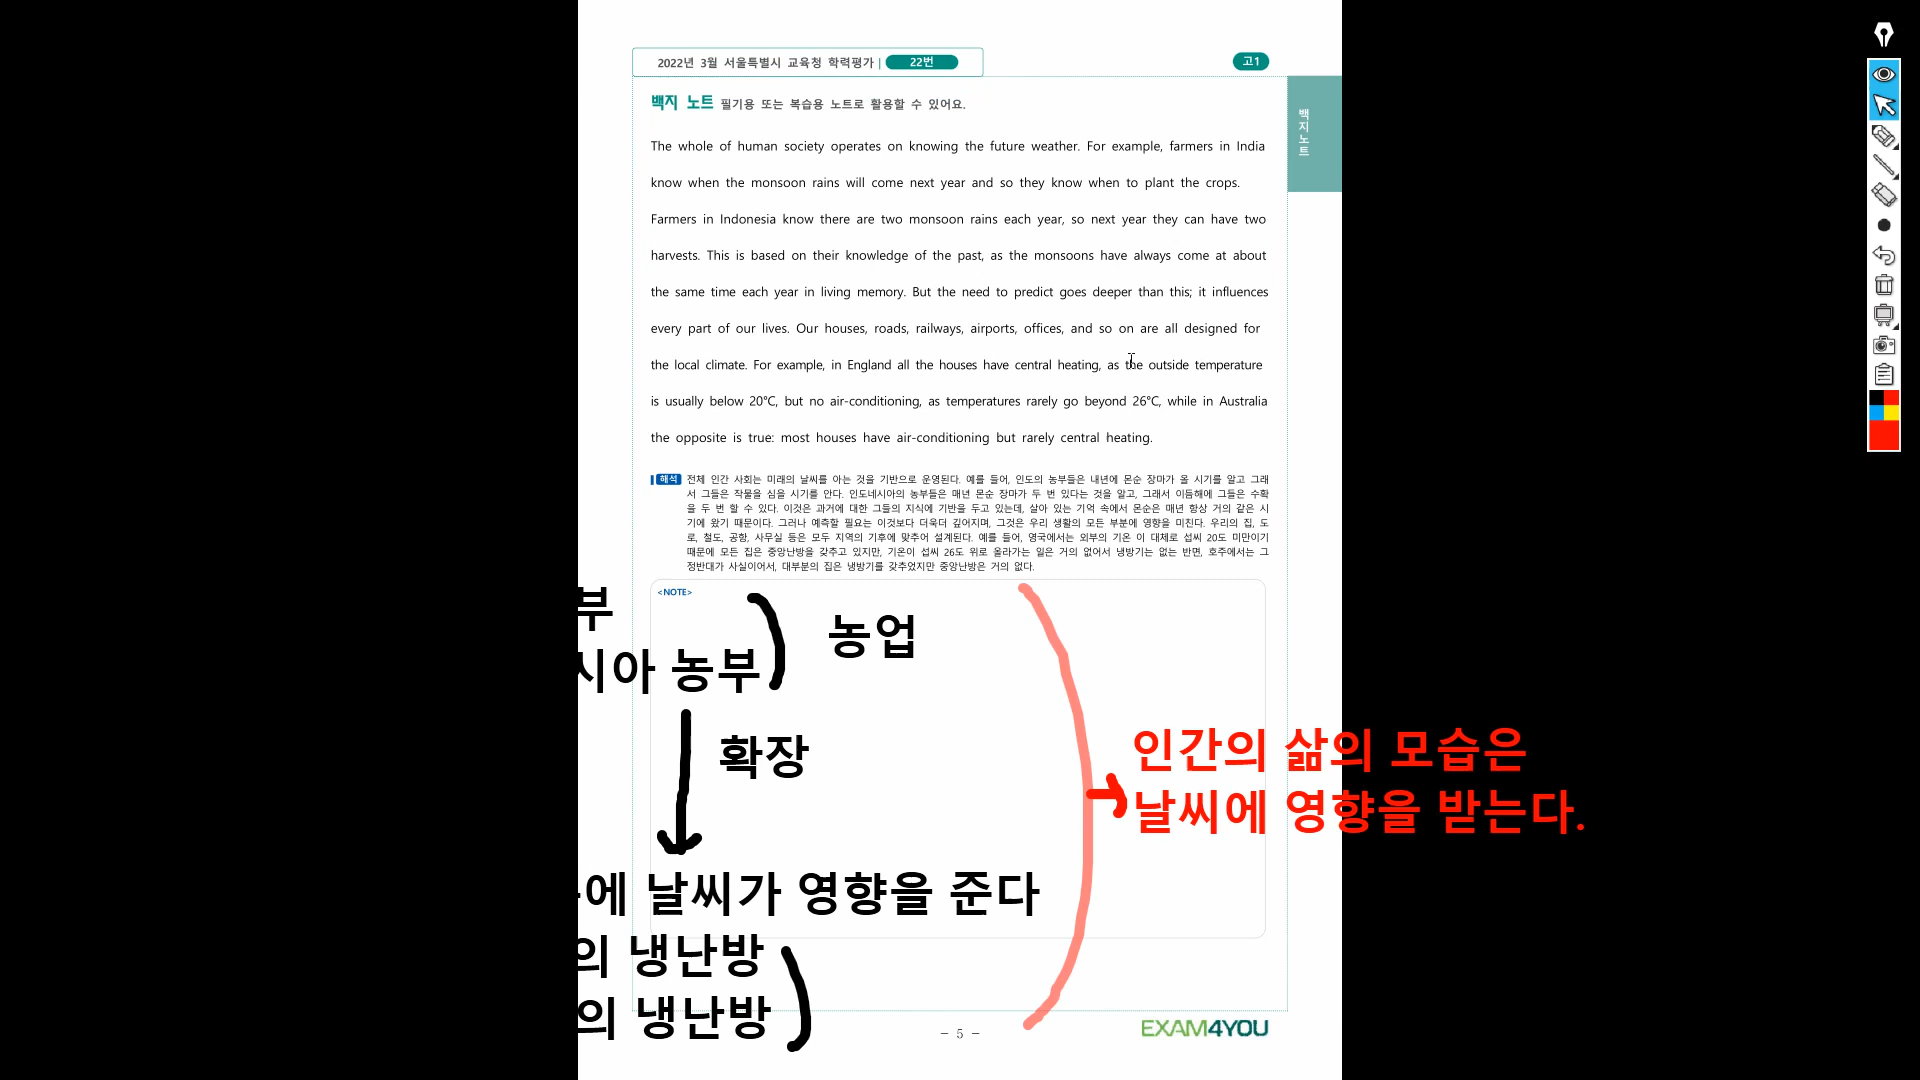 2022년 3월 서울특별시 교육청 학력평가 | 22번
고1
백지 노트 필기용 또는 복습용 노트로 활용할 수 있어요.
백지노트
The whole of human society operates on knowing the future weather. For example, farmers in India
know when the monsoon rains will come next year and so they know when to plant the crops.
Farmers in Indonesia know there are two monsoon rains each year, so next year they can have two
harvests. This is based on their knowledge of the past, as the monsoons have always come at about
the same time each year in living memory. But the need to predict goes deeper than this; it influences
every part of our lives. Our houses, roads, railways, airports, offices, and so on are all designed for
the local climate. For example, in England all the houses have central heating, as the outside temperature
is usually below 20°C, but no air-conditioning, as temperatures rarely go beyond 26°C, while in Australia
the opposite is true: most houses have air-conditioning but rarely central heating.
해석 전체 인간 사회는 미래의 날씨를 아는 것을 기반으로 운영된다. 예를 들어, 인도의 농부들은 내년에 몬순 장마가 올 시기를 알고 그래
서 그들은 작물을 심을 시기를 안다. 인도네시아의 농부들은 매년 몬순 장마가 두 번 있다는 것을 알고, 그래서 이듬해에 그들은 수확
을 두 번 할 수 있다. 이것은 과거에 대한 그들의 지식에 기반을 두고 있는데, 살아 있는 기억 속에서 몬순은 매년 항상 거의 같은 시
기에 왔기 때문이다. 그러나 예측할 필요는 이것보다 더욱더 깊어지며, 그것은 우리 생활의 모든 부분에 영향을 미친다. 우리의 집, 도
로, 철도, 공항, 사무실 등은 모두 지역의 기후에 맞추어 설계된다. 예를 들어, 영국에서는 외부의 기온 이 대체로 섭씨 20도 미만이기
때문에 모든 집은 중앙난방을 갖추고 있지만, 기온이 섭씨 26도 위로 올라가는 일은 거의 없어서 냉방기는 없는 반면, 호주에서는 그
정반대가 사실이어서, 대부분의 집은 냉방기를 갖추었지만 중앙난방은 거의 없다.
<NOTE>
부
시아 농부
농업
확장
인간의 삶의 모습은
날씨에 영향을 받는다.
에 날씨가 영향을 준다
의 냉난방
의 냉난방
- 5 -
EXAM4YOU